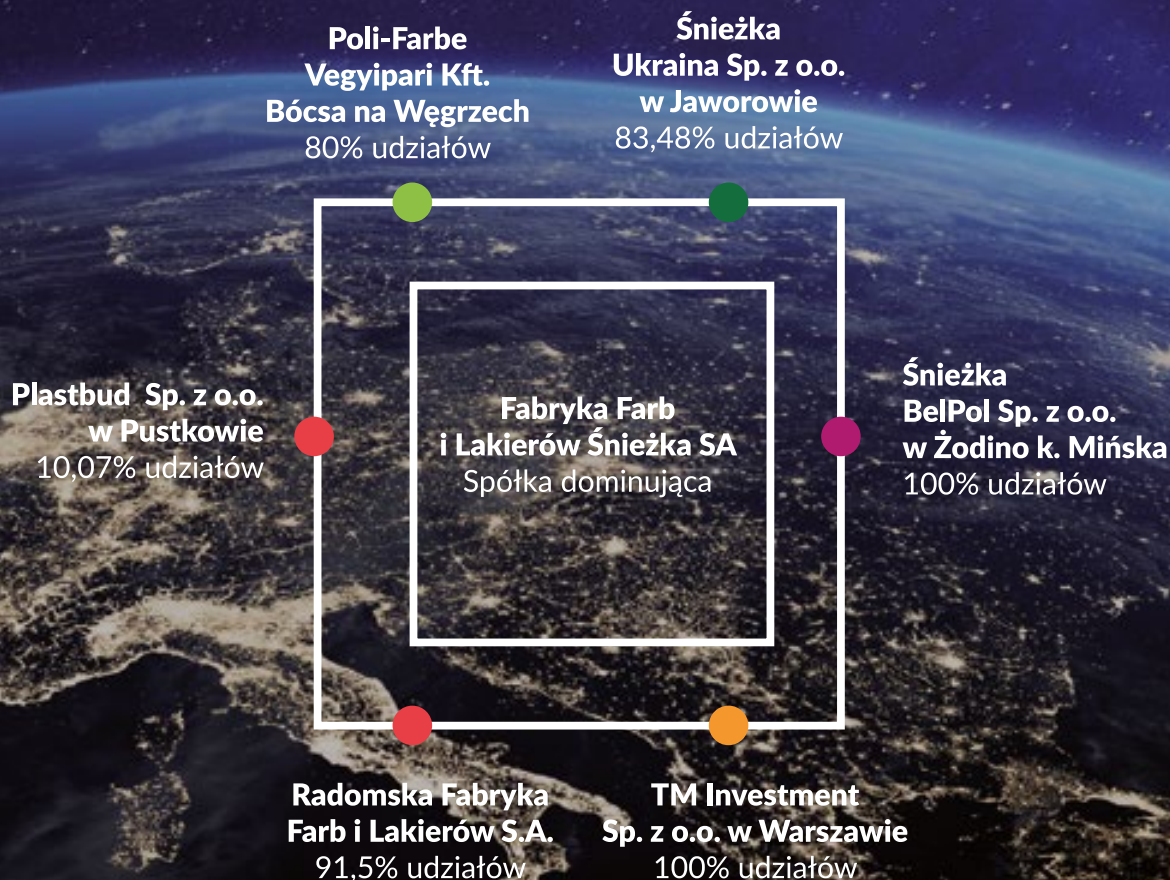 Poli-Farbe
Vegyipari Kft.
Bócsa na Węgrzech
80% udziałów
Śnieżka
Ukraina Sp. z o.o.
w Jaworowie
83,48% udziałów
Plastbud Sp. z o.o.
w Pustkowie
10,07% udziałów
Fabryka Farb
i Lakierów Śnieżka SA
Spółka dominująca
Śnieżka
BelPol Sp. z o.o.
w Żodino k. Mińska
100% udziałów
Radomska Fabryka
Farb i Lakierów S.A.
91,5% udziałów
TM Investment
Sp. z o.o. w Warszawie
100% udziałów